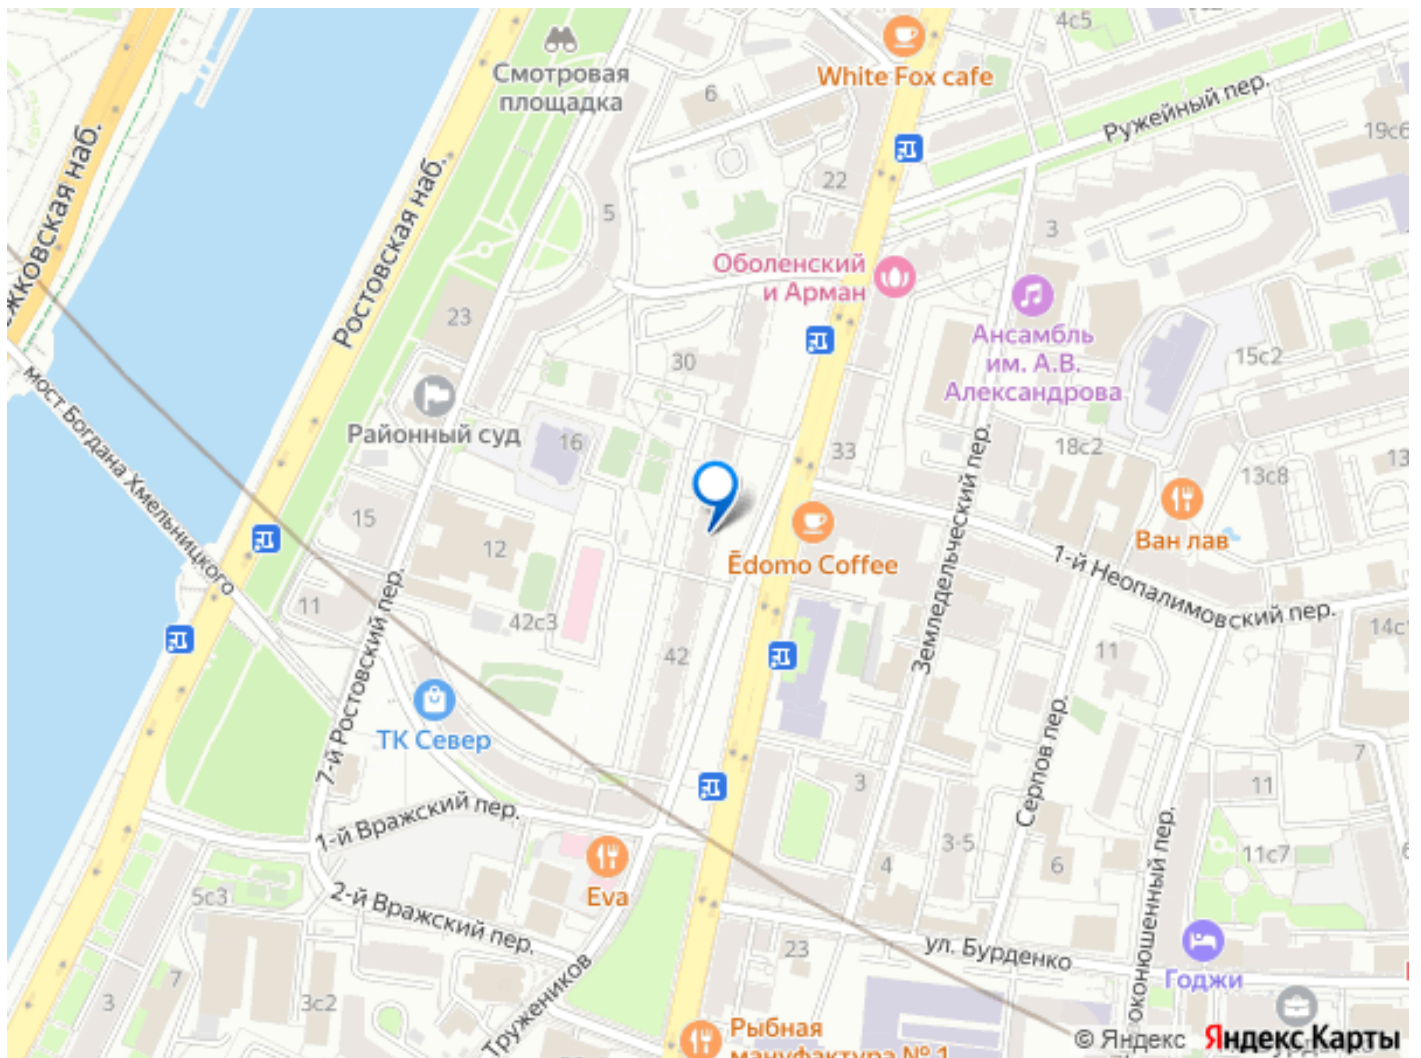 4с5
White Fox cafe
Смотровая
площадка
6
Ружейный пер.
19с6
22
5
3
Ростовская наб.
Оболенский
и Арман
Ансамбль
им. А.В.
Александрова
23
30
15с2
мост Богдана Хмельницкого
Районный суд
16
33
18с2
13с8
13
Земледельческий пер.
15
12
Ēdomo Coffee
Ван лав
1-й Неопалимовский пер.
11
42с3
42
11
7-й Ростовский пер.
ТК Север
Серпов пер.
7
3
11
1-й Вражский пер.
3-5
4
6
11с7
Eva
5с3
2-й Вражский пер.
23
ул. Бурденко
Годжи
7
3
3с2
Тружеников
Рыбная
мануфактура № 1
© Яндекс
Яндекс Карты